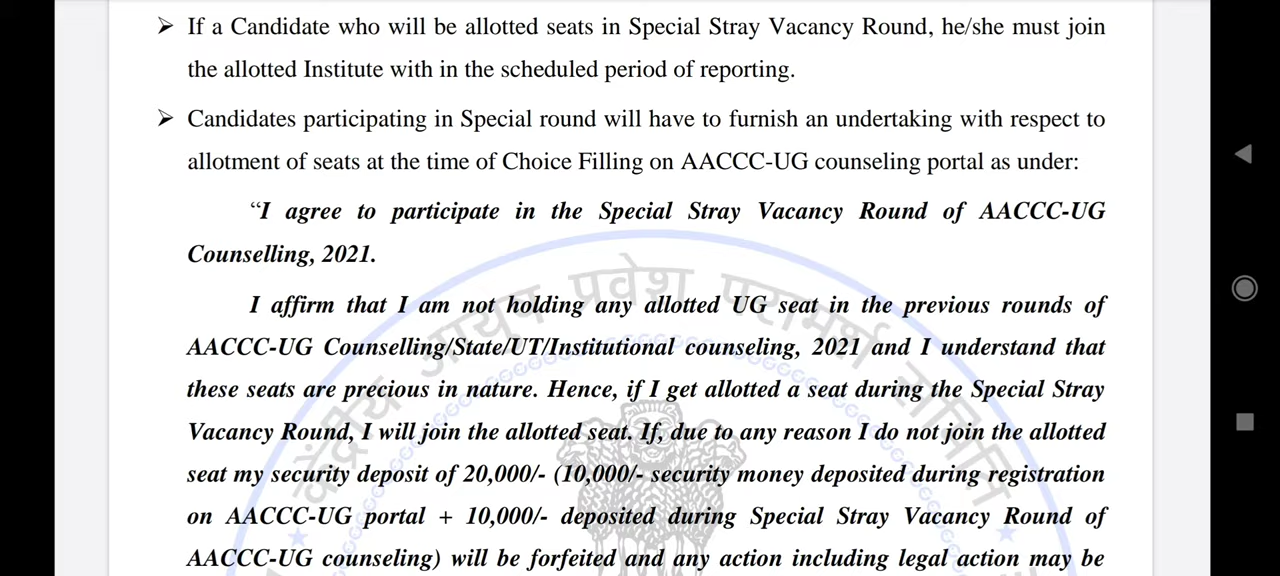 ➢ If a Candidate who will be allotted seats in Special Stray Vacancy Round, he/she must join
the allotted Institute with in the scheduled period of reporting.
➢ Candidates participating in Special round will have to furnish an undertaking with respect to
allotment of seats at the time of Choice Filling on AACCC-UG counseling portal as under:
“I agree to participate in the Special Stray Vacancy Round of AACCC-UG
Counselling, 2021.
I affirm that I am not holding any allotted UG seat in the previous rounds of
AACCC-UG Counselling/State/UT/Institutional counseling, 2021 and I understand that
these seats are precious in nature. Hence, if I get allotted a seat during the Special Stray
Vacancy Round, I will join the allotted seat. If, due to any reason I do not join the allotted
seat my security deposit of 20,000/- (10,000/- security money deposited during registration
on AACCC-UG portal + 10,000/- deposited during Special Stray Vacancy Round of
AACCC-UG counseling) will be forfeited and any action including legal action may be
केंद्रीय आयुष प्रवेश परामर्श समिति